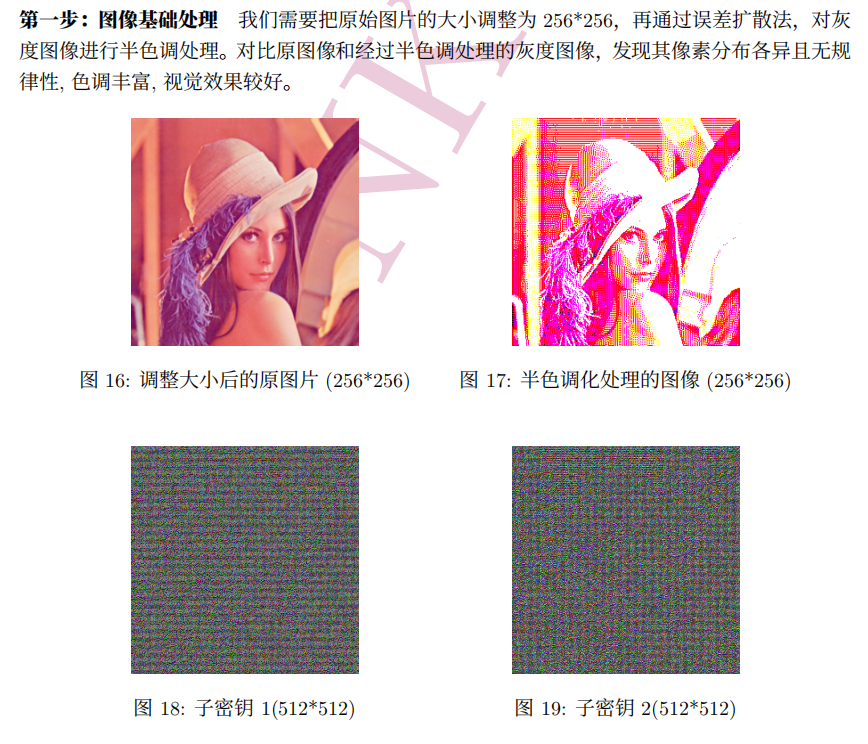 第一步：图像基础处理 我们需要把原始图片的大小调整为 256*256，再通过误差扩散法，对灰
度图像进行半色调处理。对比原图像和经过半色调处理的灰度图像，发现其像素分布各异且无规
律性, 色调丰富, 视觉效果较好。
图 16: 调整大小后的原图片 (256*256)
图 17: 半色调化处理的图像 (256*256)
图 18: 子密钥 1(512*512)
图 19: 子密钥 2(512*512)